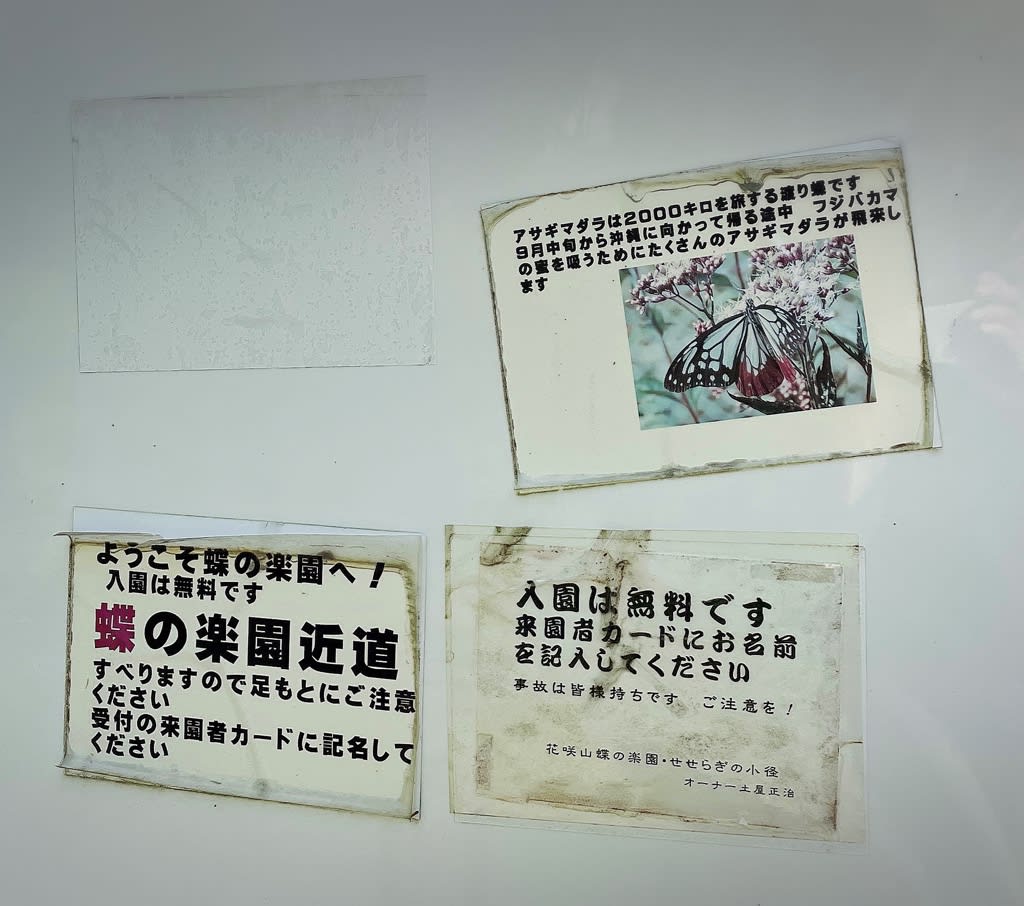 アサギマダラは2000キロを旅する渡り蝶です
9月中旬から沖縄に向かって帰る途中 フジバカマ
の蜜を吸うためにたくさんのアサギマダラが飛来し
ます
ようこそ蝶の楽園へ!
入園は無料です
蝶の楽園近道
すべりますので足もとにご注意
ください
受付の来園者カードに記名して
ください
入園は無料です
来園者カードにお名前
を記入してください
事故は皆様持ちです ご注意を!
花咲山蝶の楽園・せせらぎの小径
オーナー土屋正治